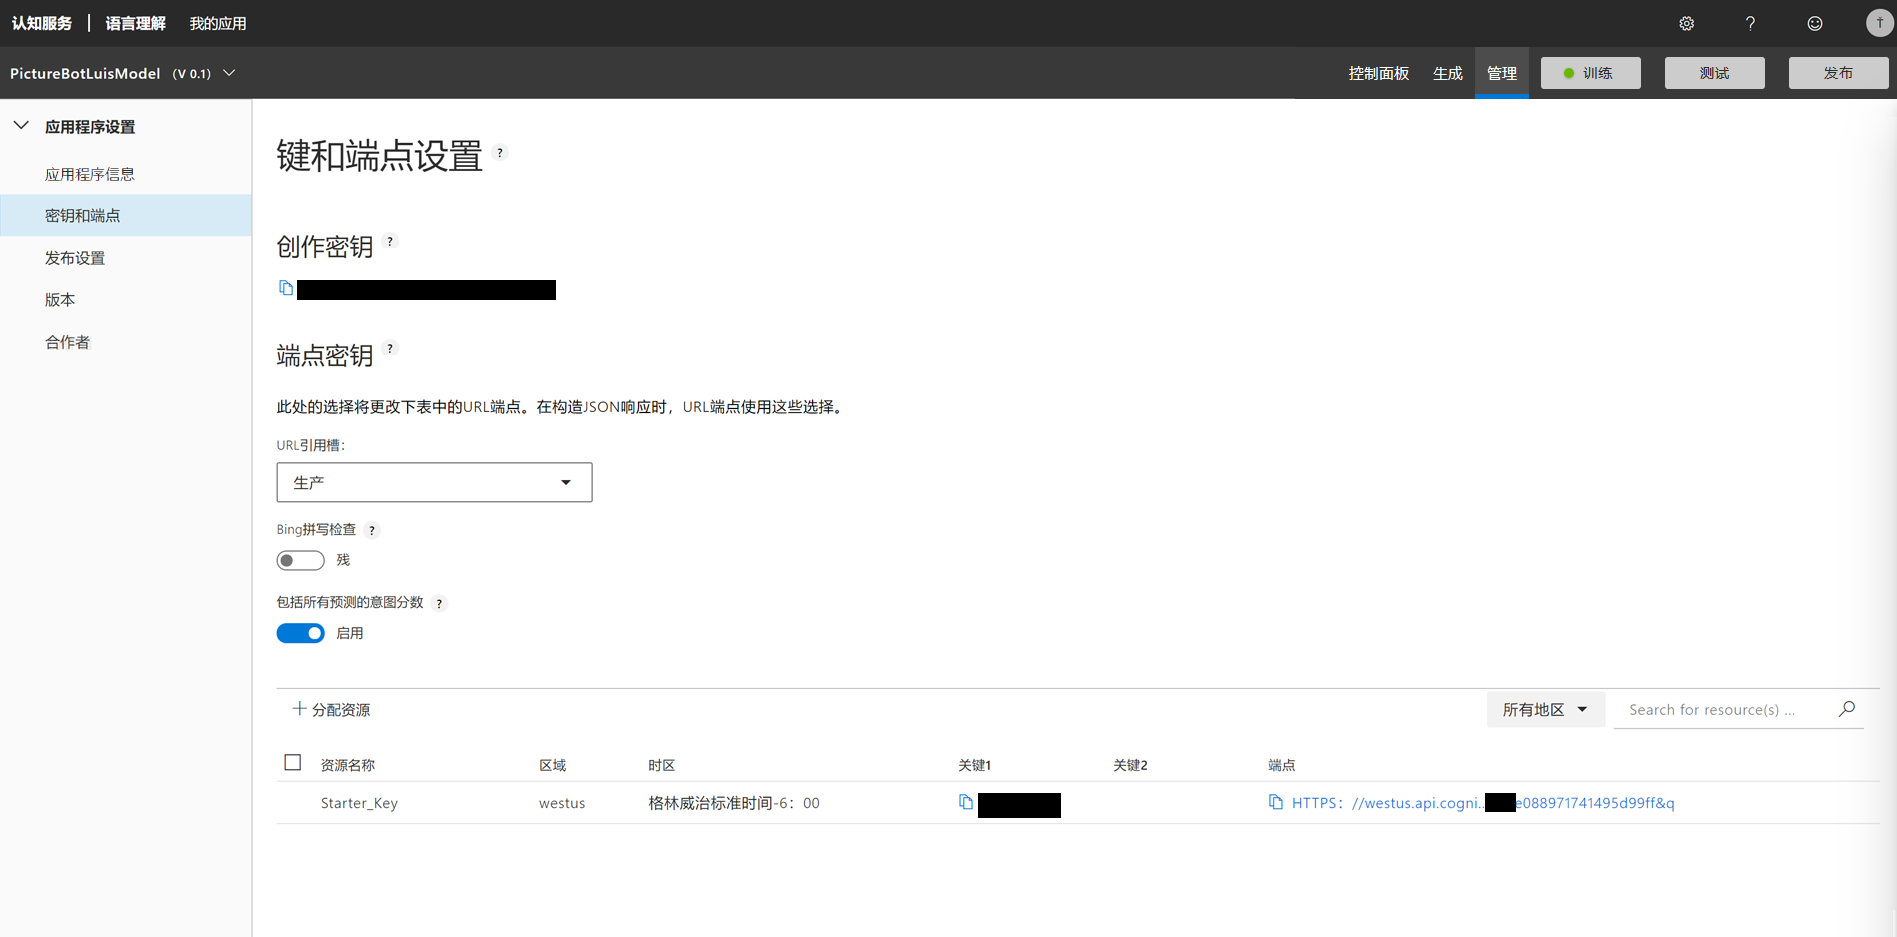 认知服务 | 语言理解 我的应用 ? T
PictureBotLuisModel (V 0.1) 控制面板 生成 管理 训练 测试 发布
应用程序设置
应用程序信息
密钥和端点
发布设置
版本
合作者
键和端点设置 ?
创作密钥 ?
端点密钥 ?
此处的选择将更改下表中的URL端点。在构造JSON响应时，URL端点使用这些选择。
URL引用槽：
生产
Bing拼写检查 ?
残
包括所有预测的意图分数 ?
启用
分配资源 所有地区 Search for resource(s) ...
资源名称 区域 时区 关键1 关键2 端点
Starter_Key westus 格林威治标准时间-6：00 HTTPS：//westus.api.cogni.. e088971741495d99ff&q